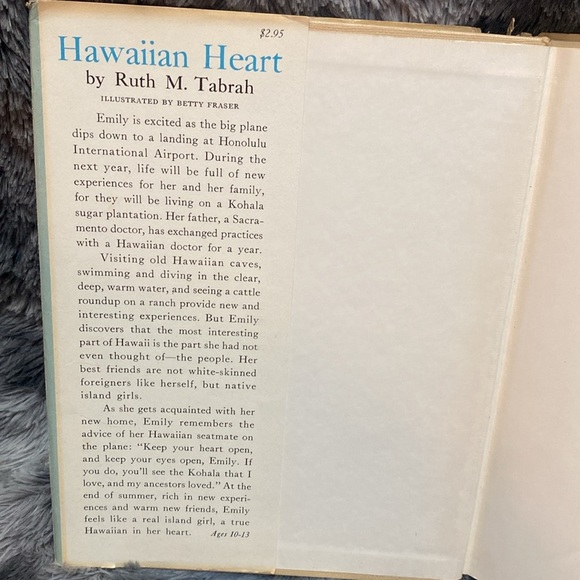 $2.95
Hawaiian Heart
by Ruth M. Tabrah
ILLUSTRATED BY BETTY FRASER
Emily is excited as the big plane
dips down to a landing at Honolulu
International Airport. During the
next year, life will be full of new
experiences for her and her family,
for they will be living on a Kohala
sugar plantation. Her father, a Sacra-
mento doctor, has exchanged practices
with a Hawaiian doctor for a year.
Visiting old Hawaiian caves,
swimming and diving in the clear,
deep, warm water, and seeing a cattle
roundup on a ranch provide new and
interesting experiences. But Emily
discovers that the most interesting
part of Hawaii is the part she had not
even thought of—the people. Her
best friends are not white-skinned
foreigners like herself, but native
island girls.
As she gets acquainted with her
new home, Emily remembers the
advice of her Hawaiian seatmate on
the plane: "Keep your heart open,
and keep your eyes open, Emily. If
you do, you'll see the Kohala that I
love, and my ancestors loved." At the
end of summer, rich in new experi-
ences and warm new friends, Emily
feels like a real island girl, a true
Hawaiian in her heart. Ages 10-13